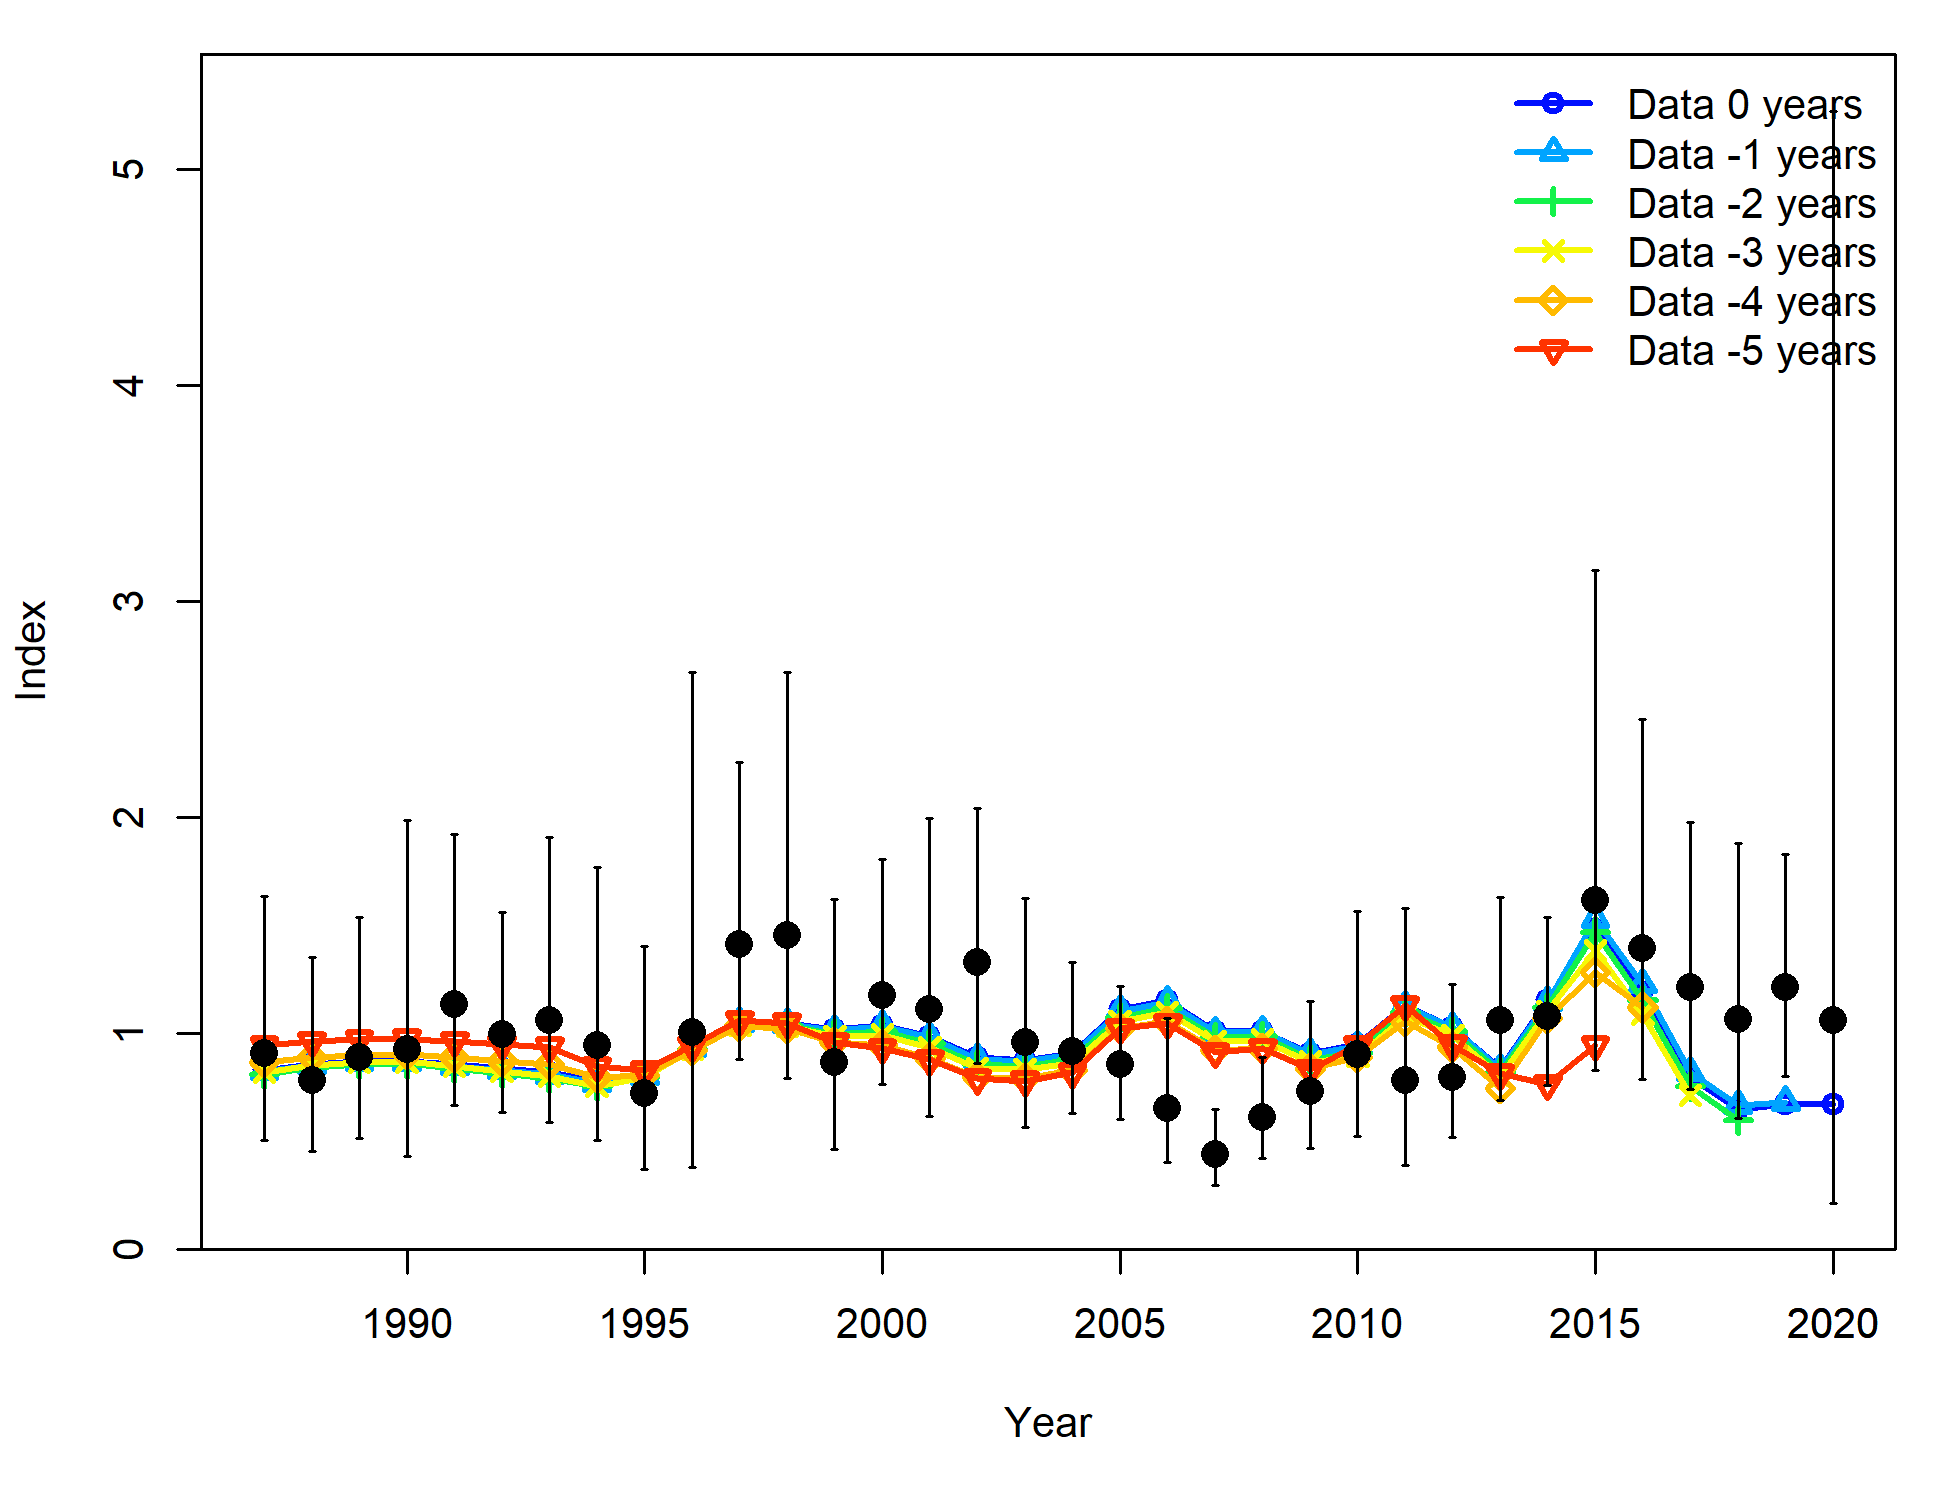 Data 0 years
Data -1 years
Data -2 years
Data -3 years
Data -4 years
Data -5 years
5
4
3
2
1
0
Index
1990 1995 2000 2005 2010 2015 2020
Year